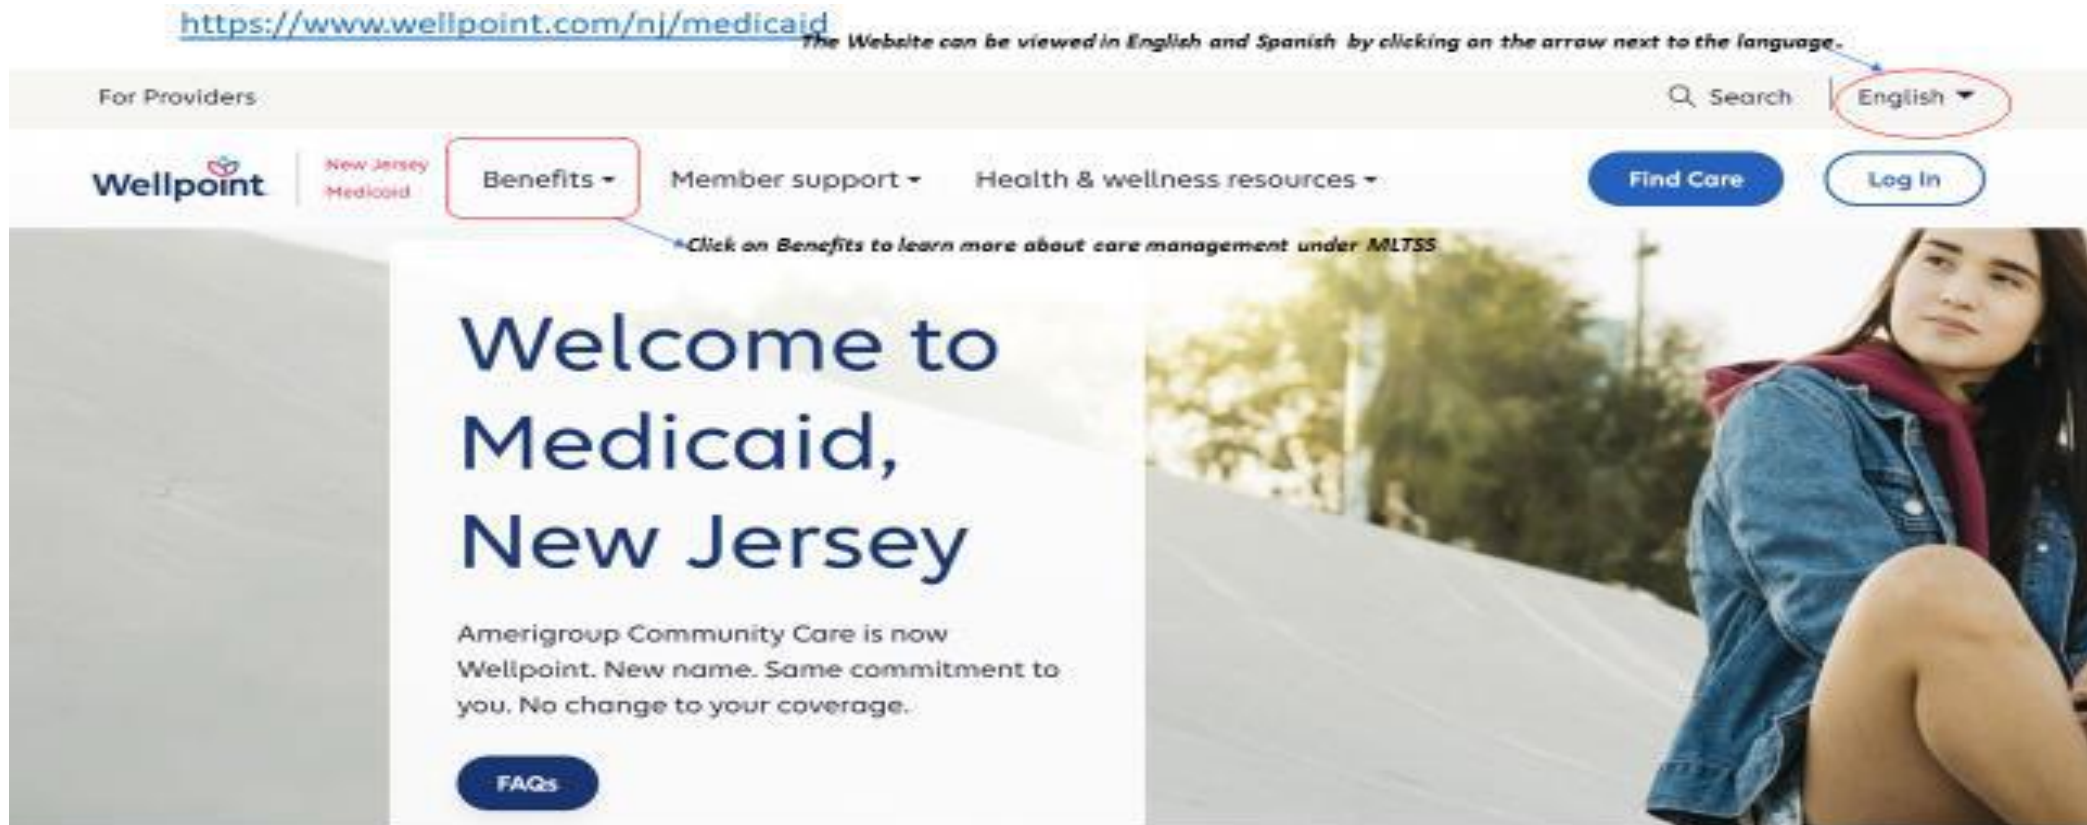 https://www.wellpoint.com/nj/medicaid
The Website can be viewed in English and Spanish by clicking on the arrow next to the language.
For Providers
Search
English
Wellpoint
New Jersey
Medicaid
Benefits
Member support
Health & wellness resources
Find Care
Log In
Click on Benefits to learn more about care management under MLTSS
Welcome to
Medicaid,
New Jersey
Amerigroup Community Care is now
Wellpoint. New name. Same commitment to
you. No change to your coverage.
FAQs